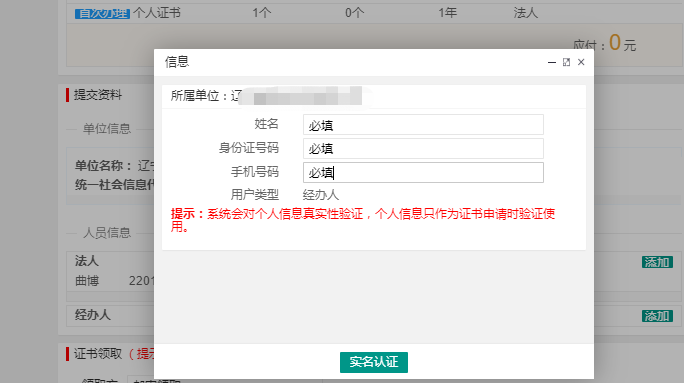 首次办理 个人证书 1个 0个 1年 法人
应付：0 元
提交资料
单位信息
单位名称： 辽
统一社会信息代
人员信息
法人 添加
曲博 2201
经办人 添加
证书领取（提示
信息
所属单位：辽
姓名 必填
身份证号码 必填
手机号码 必填
用户类型 经办人
提示：系统会对个人信息真实性验证，个人信息只作为证书申请时验证使
用。
实名认证